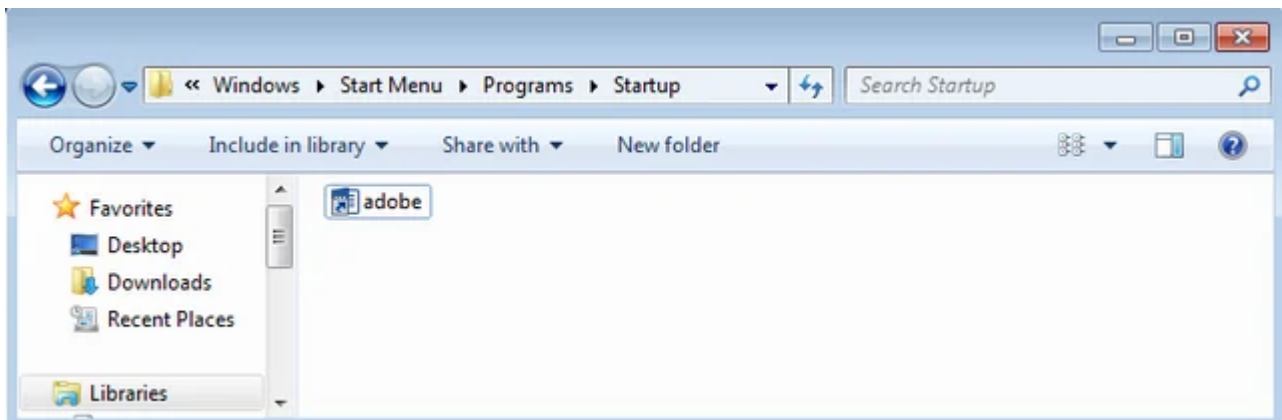 « Windows ▸ Start Menu ▸ Programs ▸ Startup
Search Startup
Organize ▾ Include in library ▾ Share with ▾ New folder
Favorites
Desktop
Downloads
Recent Places
Libraries
adobe